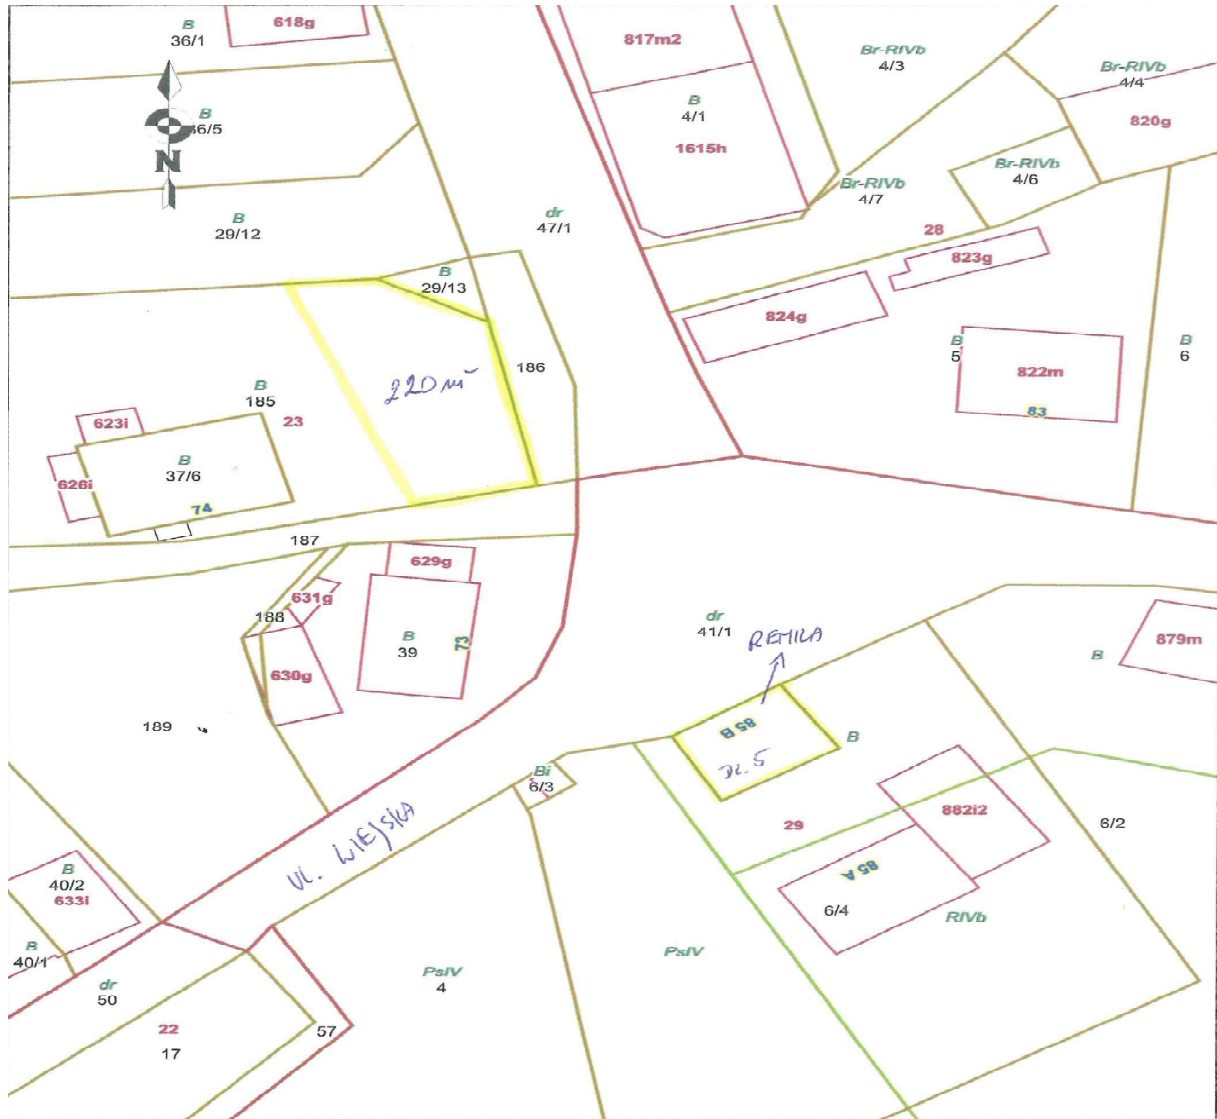 B
36/1
618g
817m2
Br-RIVb
4/3
Br-RIVb
4/4
820g
B
36/5
N
B
4/1
1615h
Br-RIVb
4/6
Br-RIVb
4/7
B
29/12
dr
47/1
28
823g
B
29/13
824g
B
5
822m
83
B
6
186
220 m²
B
185
23
623i
626i
B
37/6
74
187
629g
631g
188
B
39
73
630g
dr
41/1
REMILA
879m
B
189
85 B
DZ. 5
B
Bi
6/3
882i2
29
6/2
UL. WIEJSKA
85 A
6/4
RIVb
B
40/2
633i
B
40/1
PsIV
PsIV
4
dr
50
22
17
57